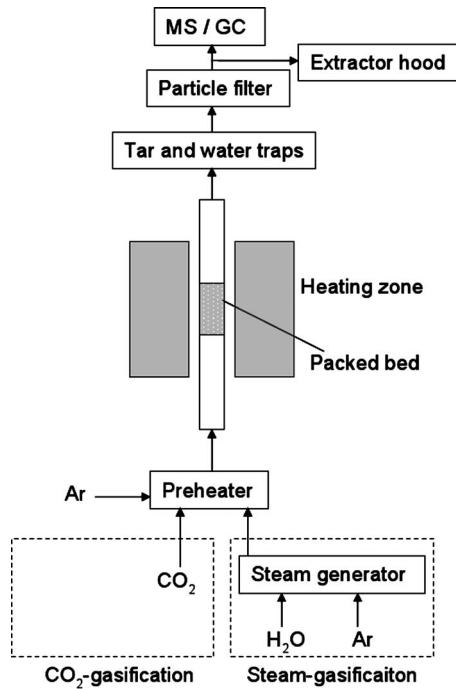 MS / GC
Extractor hood
Particle filter
Tar and water traps
Heating zone
Packed bed
Ar
Preheater
CO₂
Steam generator
H₂O Ar
CO₂-gasification
Steam-gasificaiton